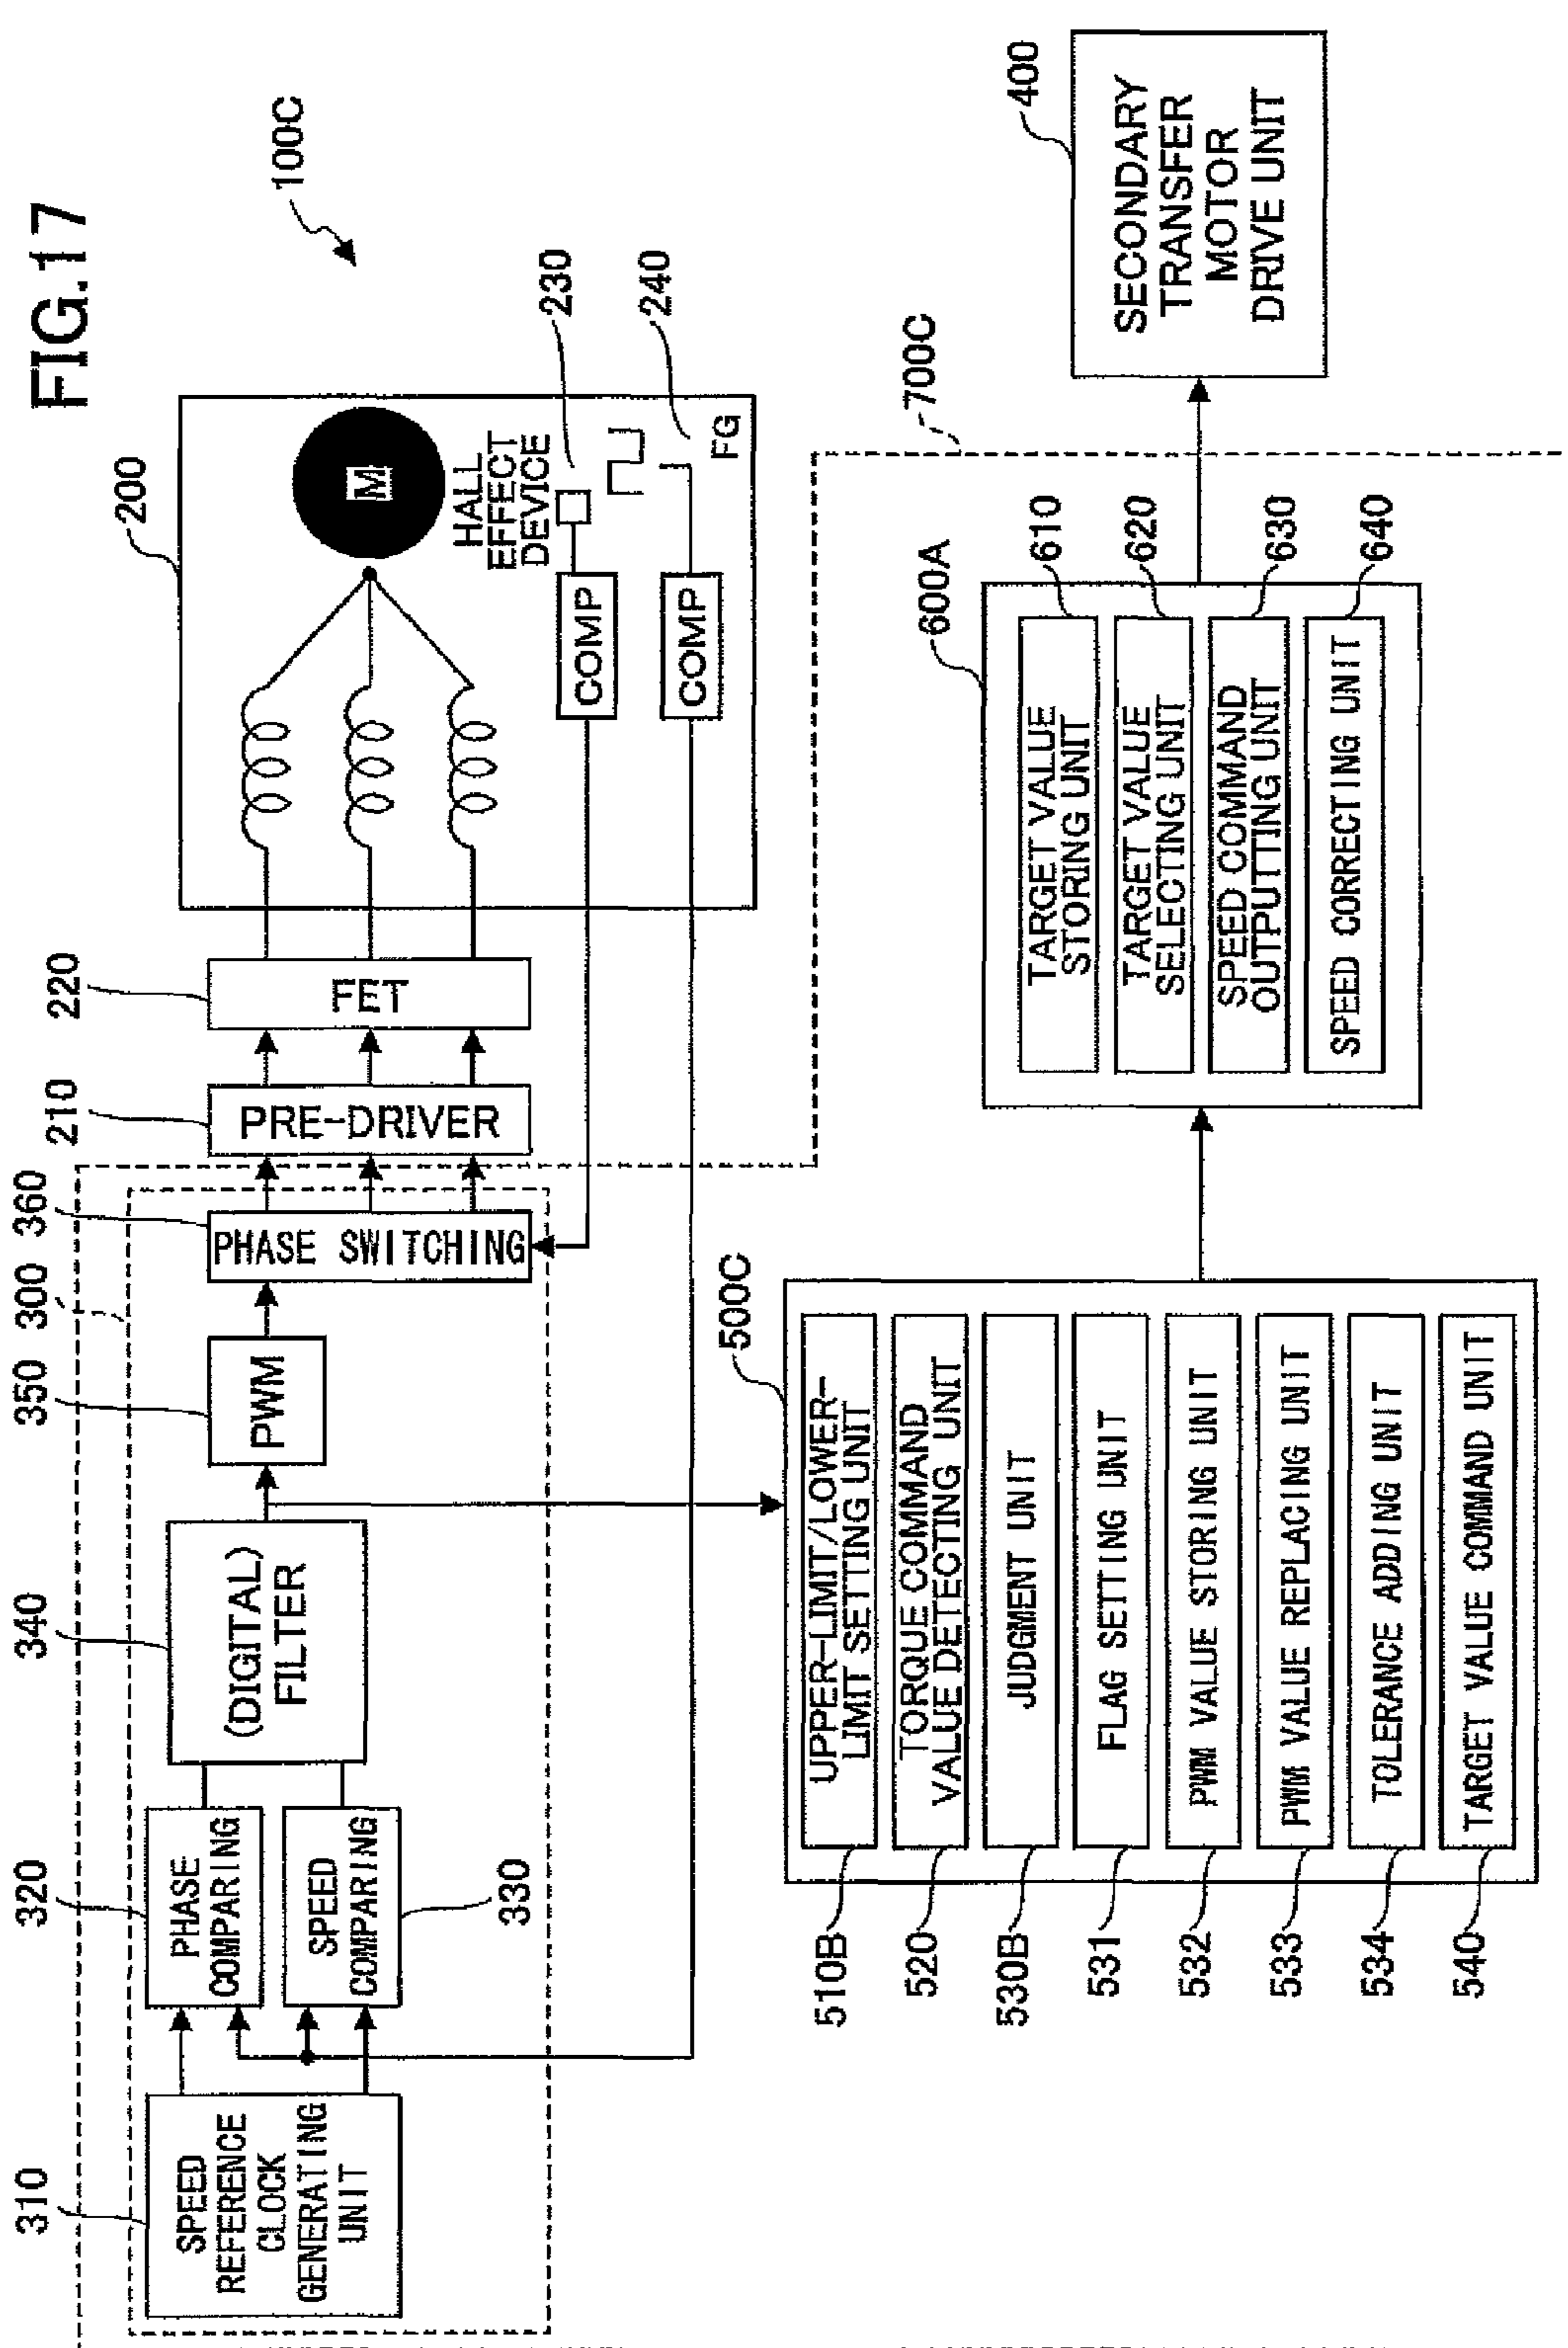 FIG.17
100C
200
M
HALL
EFFECT
DEVICE
230
240
FG
COMP
COMP
220
FET
210
PRE-DRIVER
360
PHASE SWITCHING
300
350
PWM
340
(DIGITAL)
FILTER
320
PHASE
COMPARING
330
SPEED
COMPARING
310
SPEED
REFERENCE
CLOCK
GENERATING
UNIT
500C
UPPER-LIMIT/LOWER-
LIMIT SETTING UNIT
510B
TORQUE COMMAND
VALUE DETECTING UNIT
520
JUDGMENT UNIT
530B
FLAG SETTING UNIT
531
PWM VALUE STORING UNIT
532
PWM VALUE REPLACING UNIT
533
TOLERANCE ADDING UNIT
534
TARGET VALUE COMMAND UNIT
540
700C
600A
TARGET VALUE
STORING UNIT
610
TARGET VALUE
SELECTING UNIT
620
SPEED COMMAND
OUTPUTTING UNIT
630
SPEED CORRECTING UNIT
640
400
SECONDARY
TRANSFER
MOTOR
DRIVE UNIT